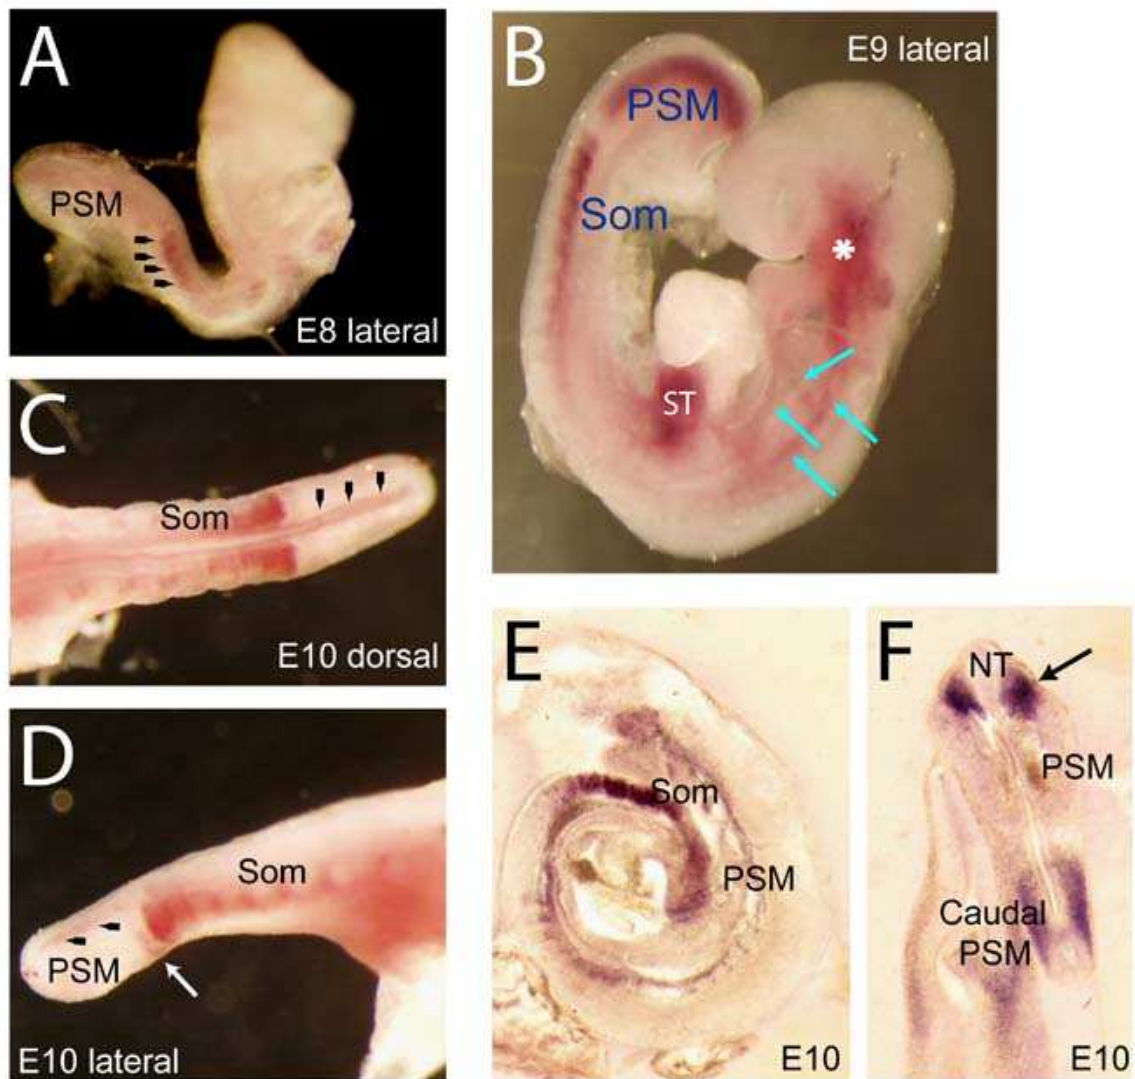 A
PSM
E8 lateral
B
E9 lateral
PSM
Som
*
ST
C
Som
E10 dorsal
D
Som
PSM
E10 lateral
E
Som
PSM
E10
F
NT
PSM
Caudal
PSM
E10